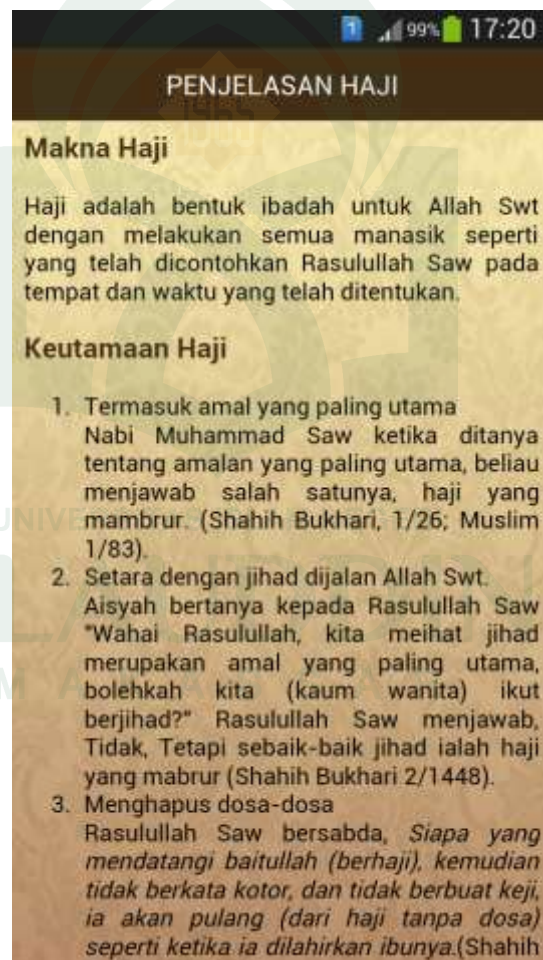 1 99% 17:20
PENJELASAN HAJI
Makna Haji
Haji adalah bentuk ibadah untuk Allah Swt
dengan melakukan semua manasik seperti
yang telah dicontohkan Rasulullah Saw pada
tempat dan waktu yang telah ditentukan.
Keutamaan Haji
1. Termasuk amal yang paling utama
Nabi Muhammad Saw ketika ditanya
tentang amalan yang paling utama, beliau
menjawab salah satunya, haji yang
mambrur. (Shahih Bukhari, 1/26; Muslim
1/83).
2. Setara dengan jihad dijalan Allah Swt.
Aisyah bertanya kepada Rasulullah Saw
"Wahai Rasulullah, kita meihat jihad
merupakan amal yang paling utama,
bolehkah kita (kaum wanita) ikut
berjihad?" Rasulullah Saw menjawab,
Tidak, Tetapi sebaik-baik jihad ialah haji
yang mabrur (Shahih Bukhari 2/1448).
3. Menghapus dosa-dosa
Rasulullah Saw bersabda, Siapa yang
mendatangi baitullah (berhaji), kemudian
tidak berkata kotor, dan tidak berbuat keji,
ia akan pulang (dari haji tanpa dosa)
seperti ketika ia dilahirkan ibunya.(Shahih